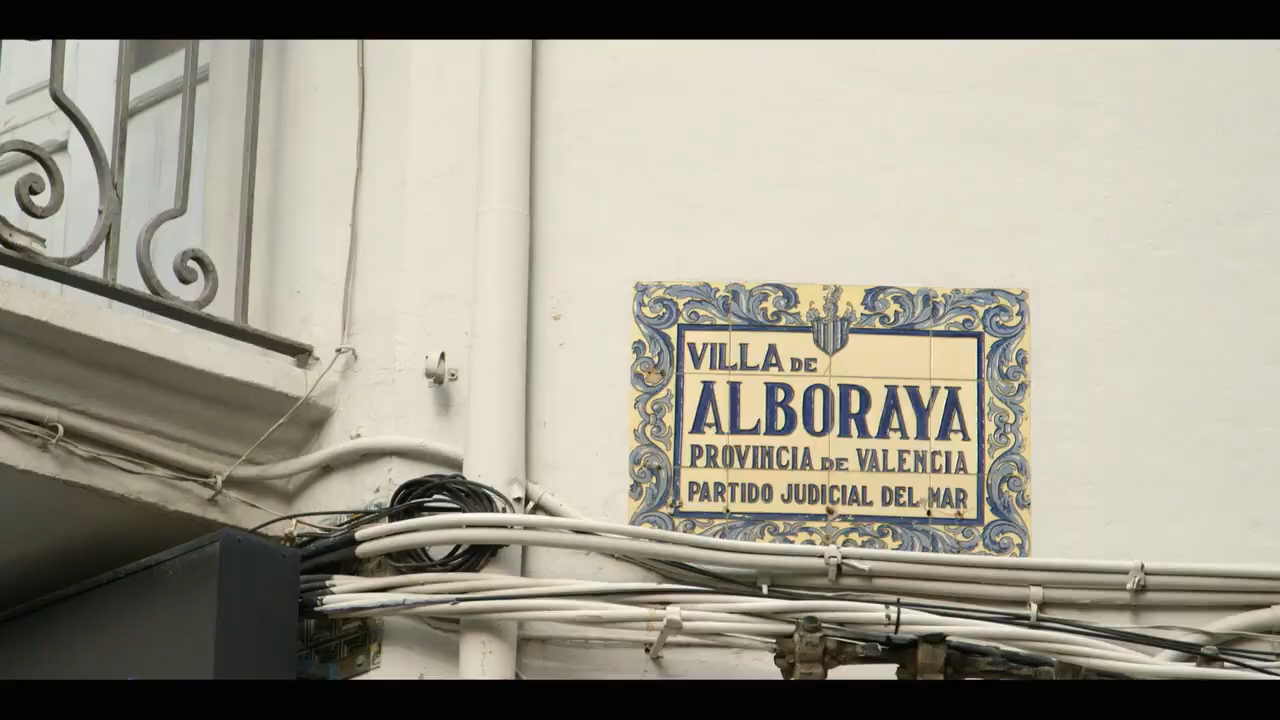 VILLA DE
ALBORAYA
PROVINCIA DE VALENCIA
PARTIDO JUDICIAL DEL MAR